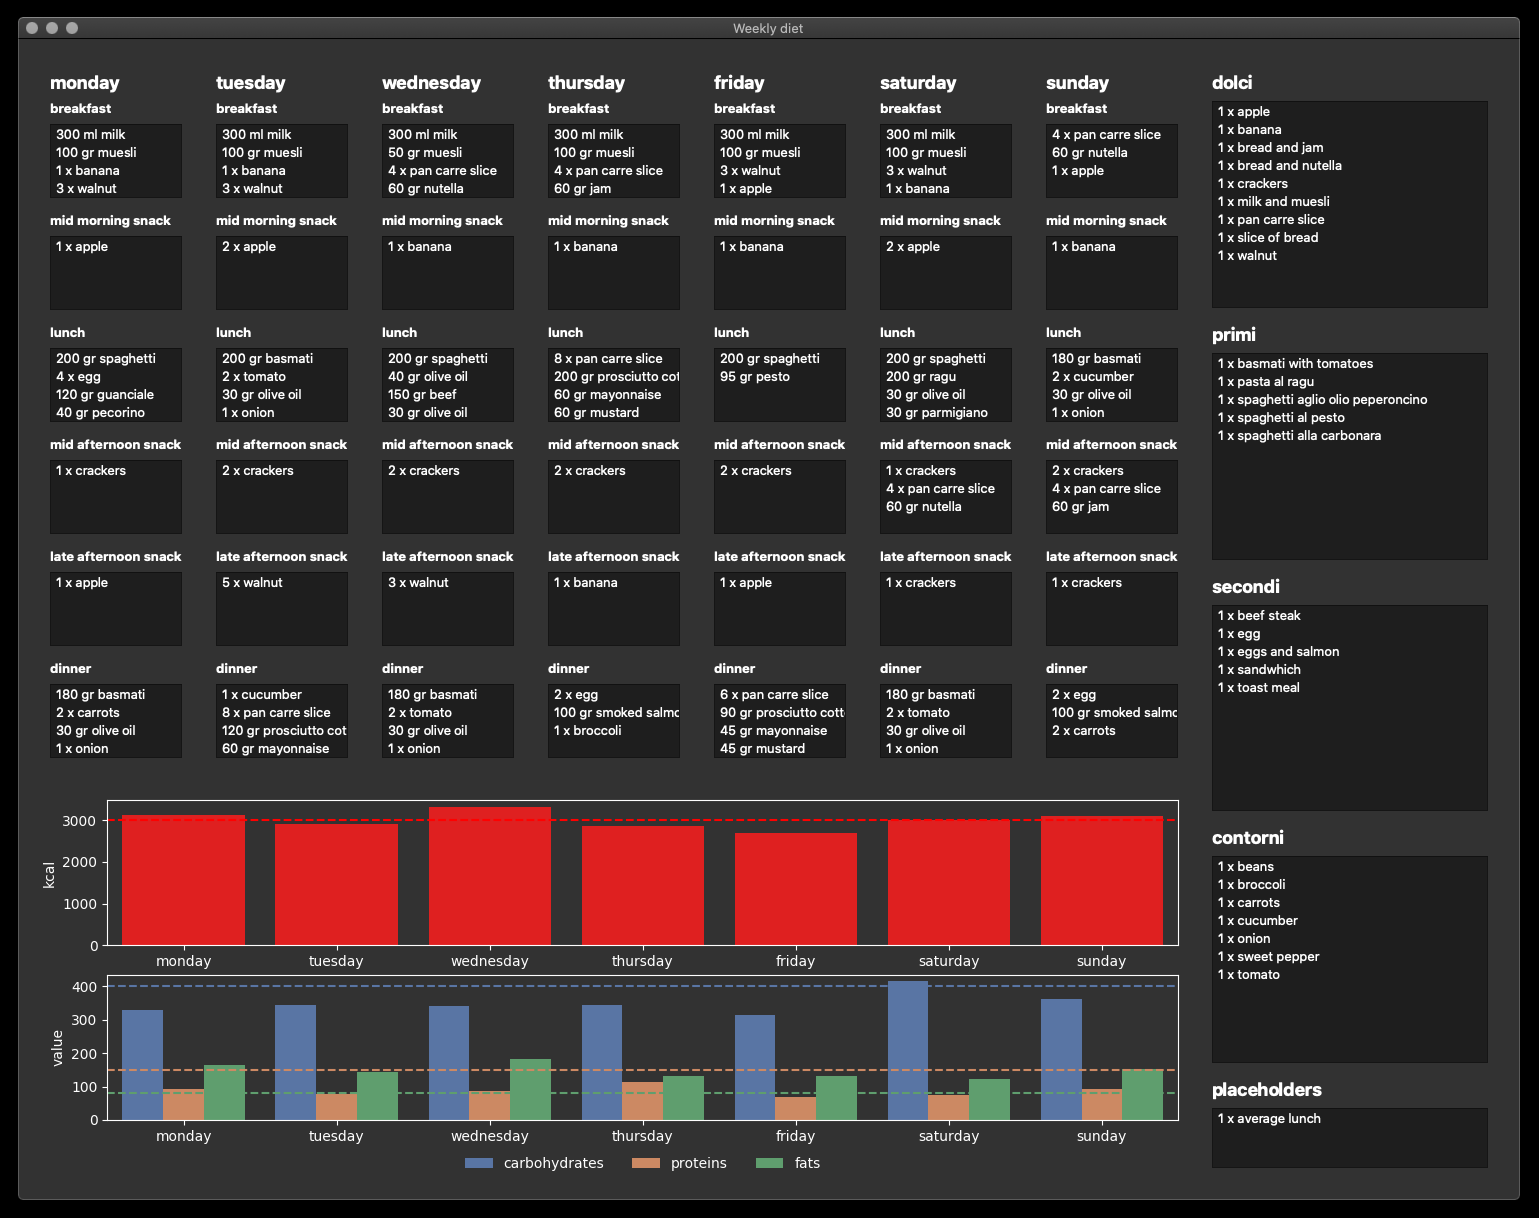 Weekly diet
monday
breakfast
300 ml milk
100 gr muesli
1 x banana
3 x walnut
mid morning snack
1 x apple
lunch
200 gr spaghetti
4 x egg
120 gr guanciale
40 gr pecorino
mid afternoon snack
1 x crackers
late afternoon snack
1 x apple
dinner
180 gr basmati
2 x carrots
30 gr olive oil
1 x onion
tuesday
breakfast
300 ml milk
100 gr muesli
1 x banana
3 x walnut
mid morning snack
2 x apple
lunch
200 gr basmati
2 x tomato
30 gr olive oil
1 x onion
mid afternoon snack
2 x crackers
late afternoon snack
5 x walnut
dinner
1 x cucumber
8 x pan carre slice
120 gr prosciutto cot
60 gr mayonnaise
wednesday
breakfast
300 ml milk
50 gr muesli
4 x pan carre slice
60 gr nutella
mid morning snack
1 x banana
lunch
200 gr spaghetti
40 gr olive oil
150 gr beef
30 gr olive oil
mid afternoon snack
2 x crackers
late afternoon snack
3 x walnut
dinner
180 gr basmati
2 x tomato
30 gr olive oil
1 x onion
thursday
breakfast
300 ml milk
100 gr muesli
4 x pan carre slice
60 gr jam
mid morning snack
1 x banana
lunch
8 x pan carre slice
200 gr prosciutto cot
60 gr mayonnaise
60 gr mustard
mid afternoon snack
2 x crackers
late afternoon snack
1 x banana
dinner
2 x egg
100 gr smoked salmo
1 x broccoli
friday
breakfast
300 ml milk
100 gr muesli
3 x walnut
1 x apple
mid morning snack
1 x banana
lunch
200 gr spaghetti
95 gr pesto
mid afternoon snack
2 x crackers
late afternoon snack
1 x apple
dinner
6 x pan carre slice
90 gr prosciutto cott
45 gr mayonnaise
45 gr mustard
saturday
breakfast
300 ml milk
100 gr muesli
3 x walnut
1 x banana
mid morning snack
2 x apple
lunch
200 gr spaghetti
200 gr ragu
30 gr olive oil
30 gr parmigiano
mid afternoon snack
1 x crackers
4 x pan carre slice
60 gr nutella
late afternoon snack
1 x crackers
dinner
180 gr basmati
2 x tomato
30 gr olive oil
1 x onion
sunday
breakfast
4 x pan carre slice
60 gr nutella
1 x apple
mid morning snack
1 x banana
lunch
180 gr basmati
2 x cucumber
30 gr olive oil
1 x onion
mid afternoon snack
2 x crackers
4 x pan carre slice
60 gr jam
late afternoon snack
1 x crackers
dinner
2 x egg
100 gr smoked salmo
2 x carrots
dolci
1 x apple
1 x banana
1 x bread and jam
1 x bread and nutella
1 x crackers
1 x milk and muesli
1 x pan carre slice
1 x slice of bread
1 x walnut
primi
1 x basmati with tomatoes
1 x pasta al ragu
1 x spaghetti aglio olio peperoncino
1 x spaghetti al pesto
1 x spaghetti alla carbonara
secondi
1 x beef steak
1 x egg
1 x eggs and salmon
1 x sandwhich
1 x toast meal
contorni
1 x beans
1 x broccoli
1 x carrots
1 x cucumber
1 x onion
1 x sweet pepper
1 x tomato
placeholders
1 x average lunch
kcal
3000
2000
1000
0
monday tuesday wednesday thursday friday saturday sunday
value
400
300
200
100
0
monday tuesday wednesday thursday friday saturday sunday
carbohydrates proteins fats